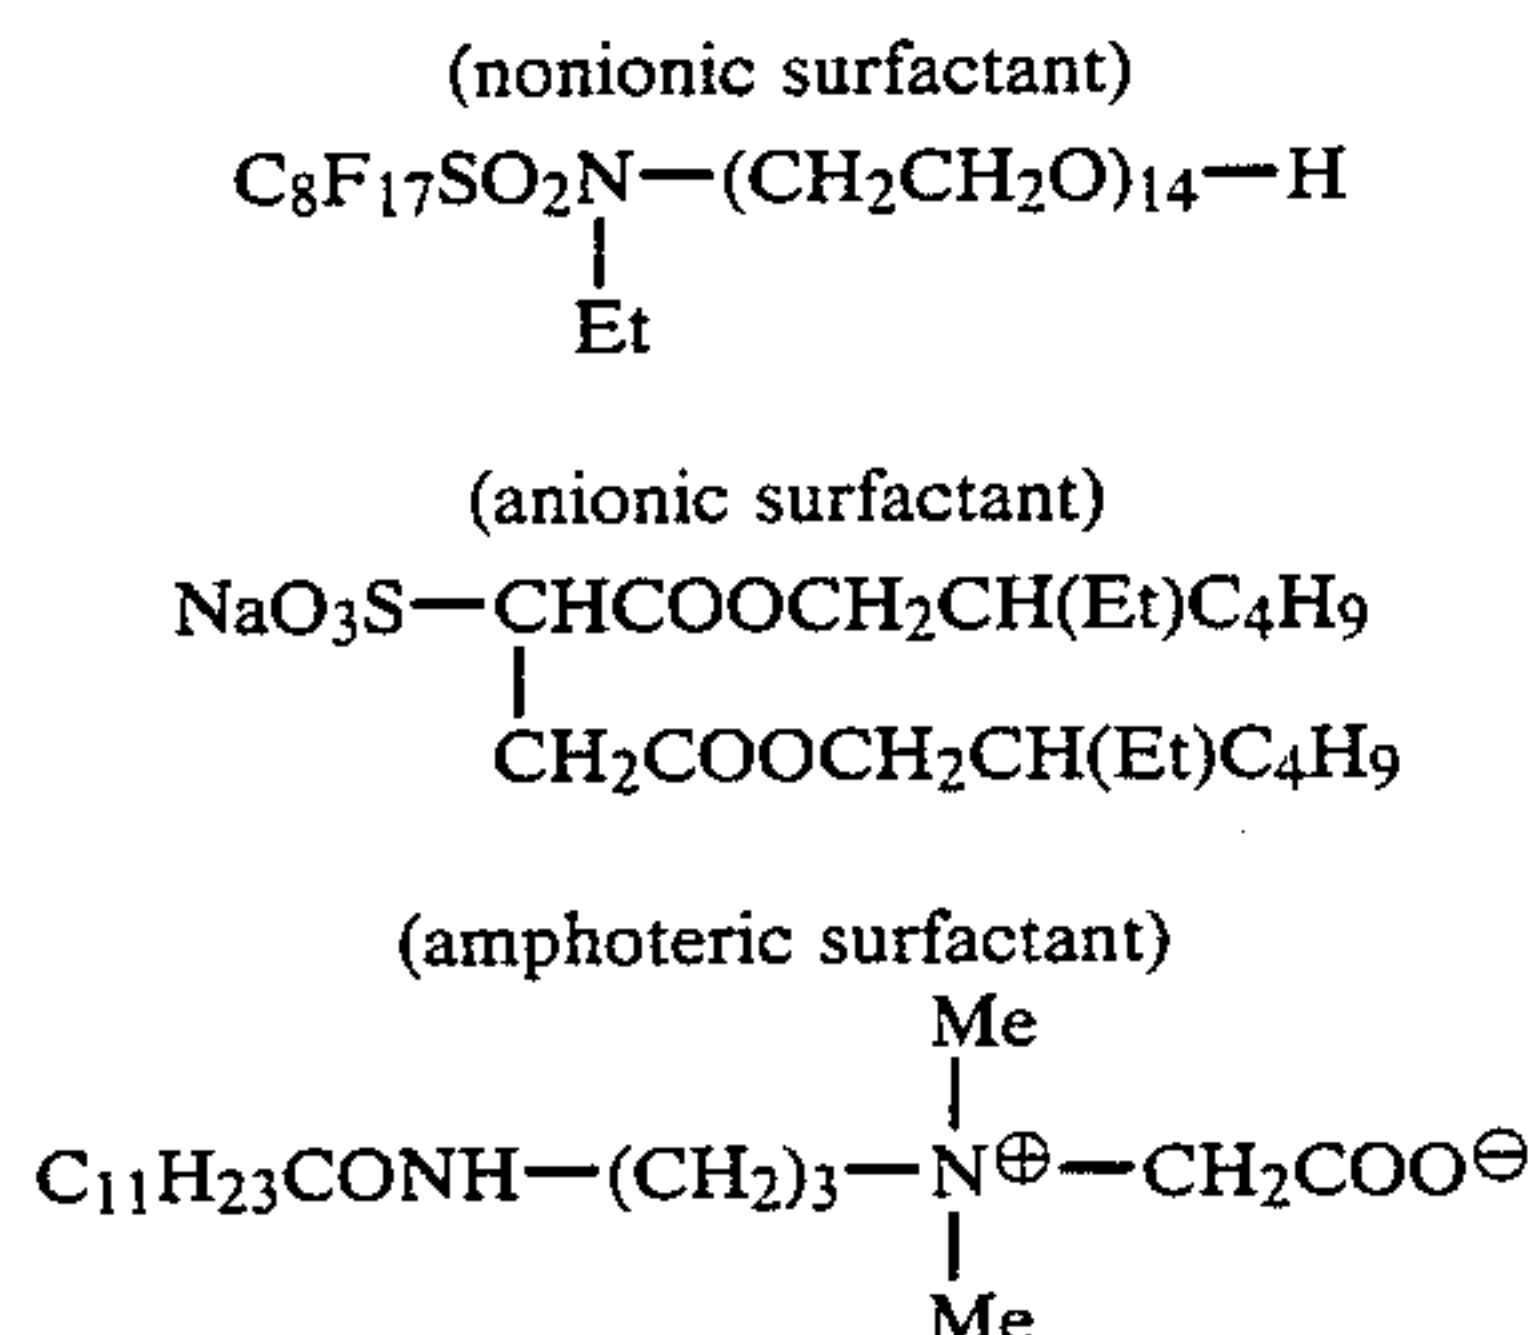 (nonionic surfactant)
C₈F₁₇SO₂N—(CH₂CH₂O)₁₄—H
Et
(anionic surfactant)
NaO₃S—CHCOOCH₂CH(Et)C₄H₉
CH₂COOCH₂CH(Et)C₄H₉
(amphoteric surfactant)
Me
C₁₁H₂₃CONH—(CH₂)₃—N⊕—CH₂COO⊖
Me